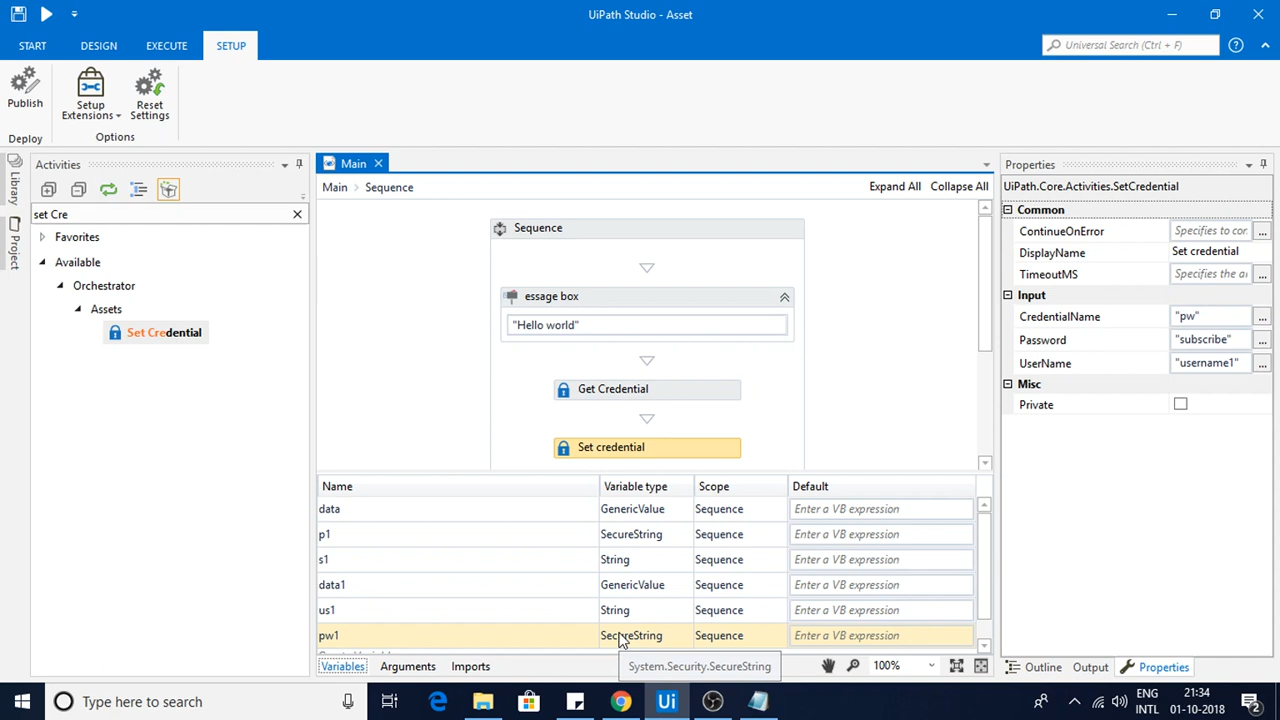 UiPath Studio - Asset
START
DESIGN
EXECUTE
SETUP
Universal Search (Ctrl + F)
Publish
Setup
Extensions
Reset
Settings
Deploy
Options
Library
Project
Activities
set Cre
Favorites
Available
Orchestrator
Assets
Set Credential
Main
Main > Sequence
Expand All
Collapse All
Sequence
essage box
"Hello world"
Get Credential
Set credential
Name
Variable type
Scope
Default
data
GenericValue
Sequence
Enter a VB expression
p1
SecureString
Sequence
Enter a VB expression
s1
String
Sequence
Enter a VB expression
data1
GenericValue
Sequence
Enter a VB expression
us1
String
Sequence
Enter a VB expression
pw1
SecureString
Sequence
Enter a VB expression
System.Security.SecureString
Variables
Arguments
Imports
100%
Properties
UiPath.Core.Activities.SetCredential
Common
ContinueOnError
Specifies to cor
...
DisplayName
Set credential
TimeoutMS
Specifies the ar
...
Input
CredentialName
"pw"
...
Password
"subscribe"
...
UserName
"username1"
...
Misc
Private
Outline
Output
Properties
Type here to search
Ui
ENG
INTL
21:34
01-10-2018
2